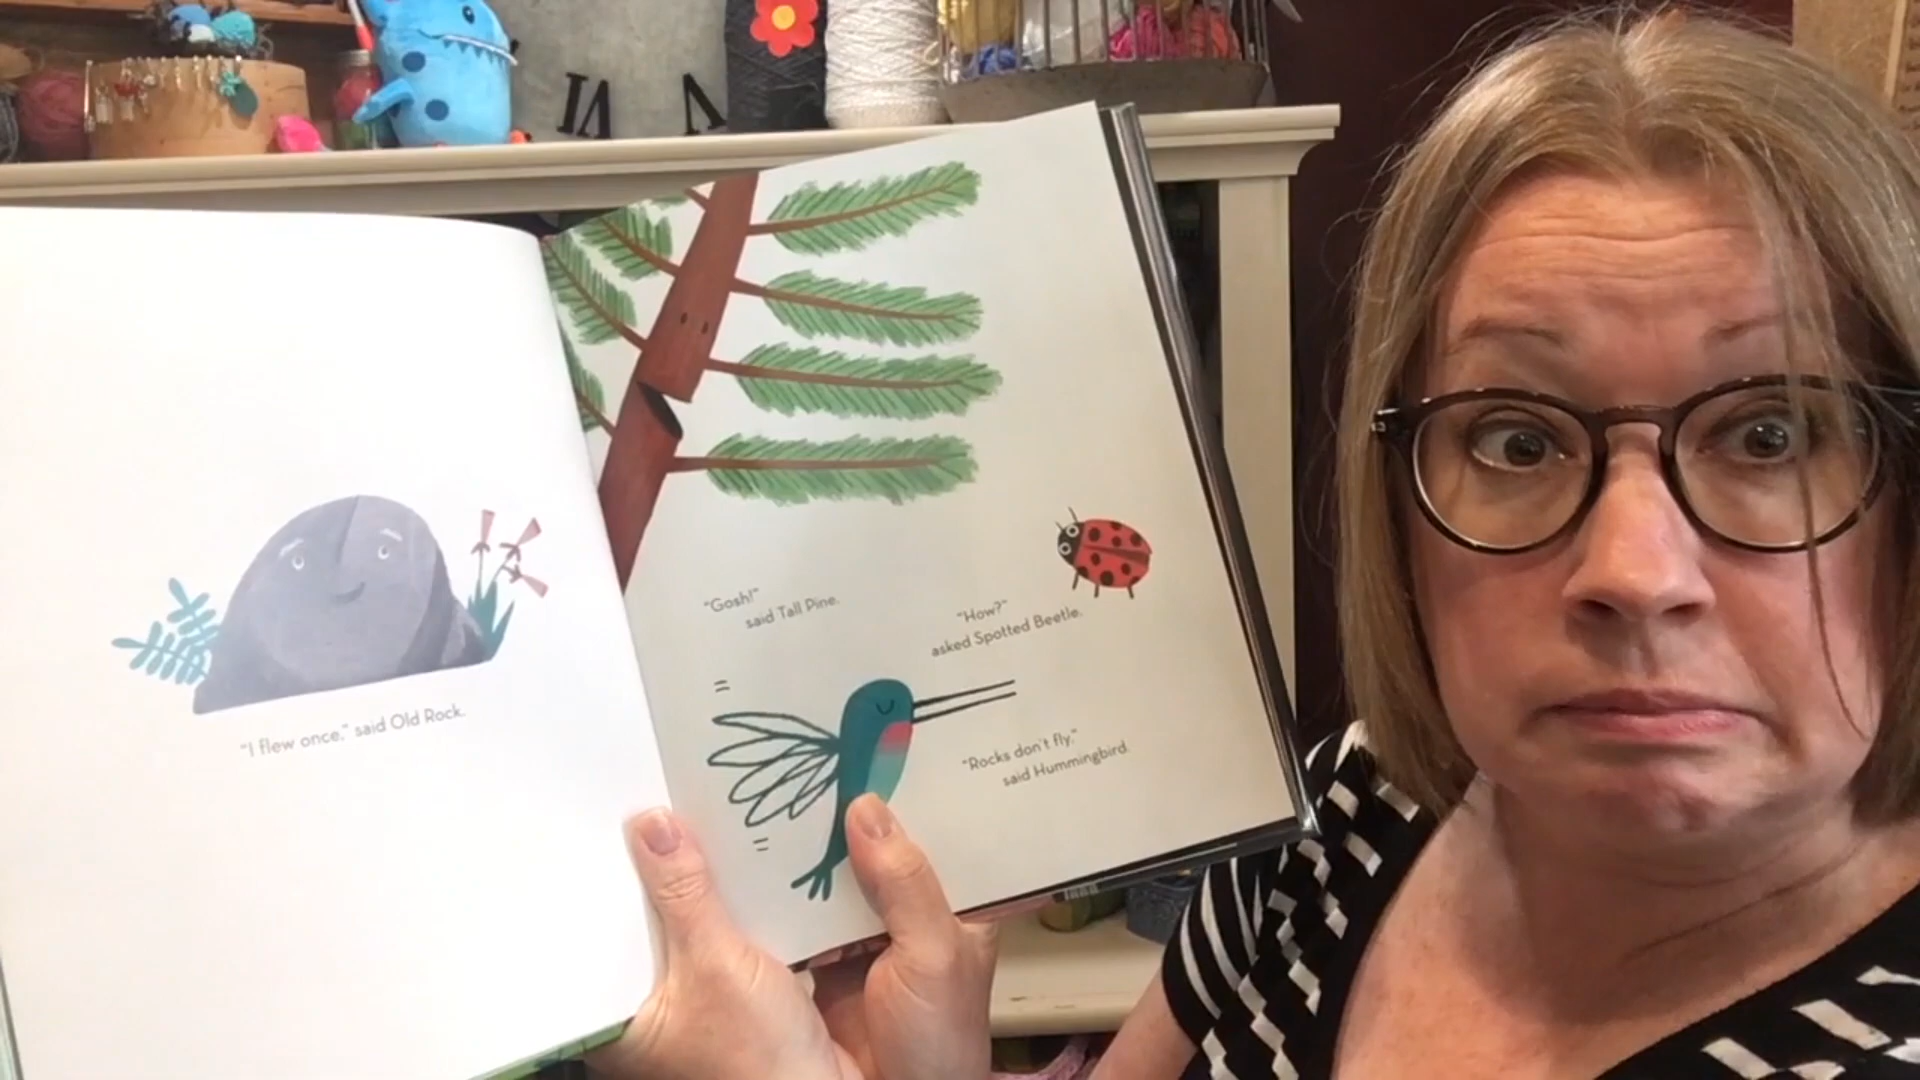 "I flew once," said Old Rock.
"Gosh!"
said Tall Pine.
"How?"
asked Spotted Beetle.
"Rocks don't fly,"
said Hummingbird.